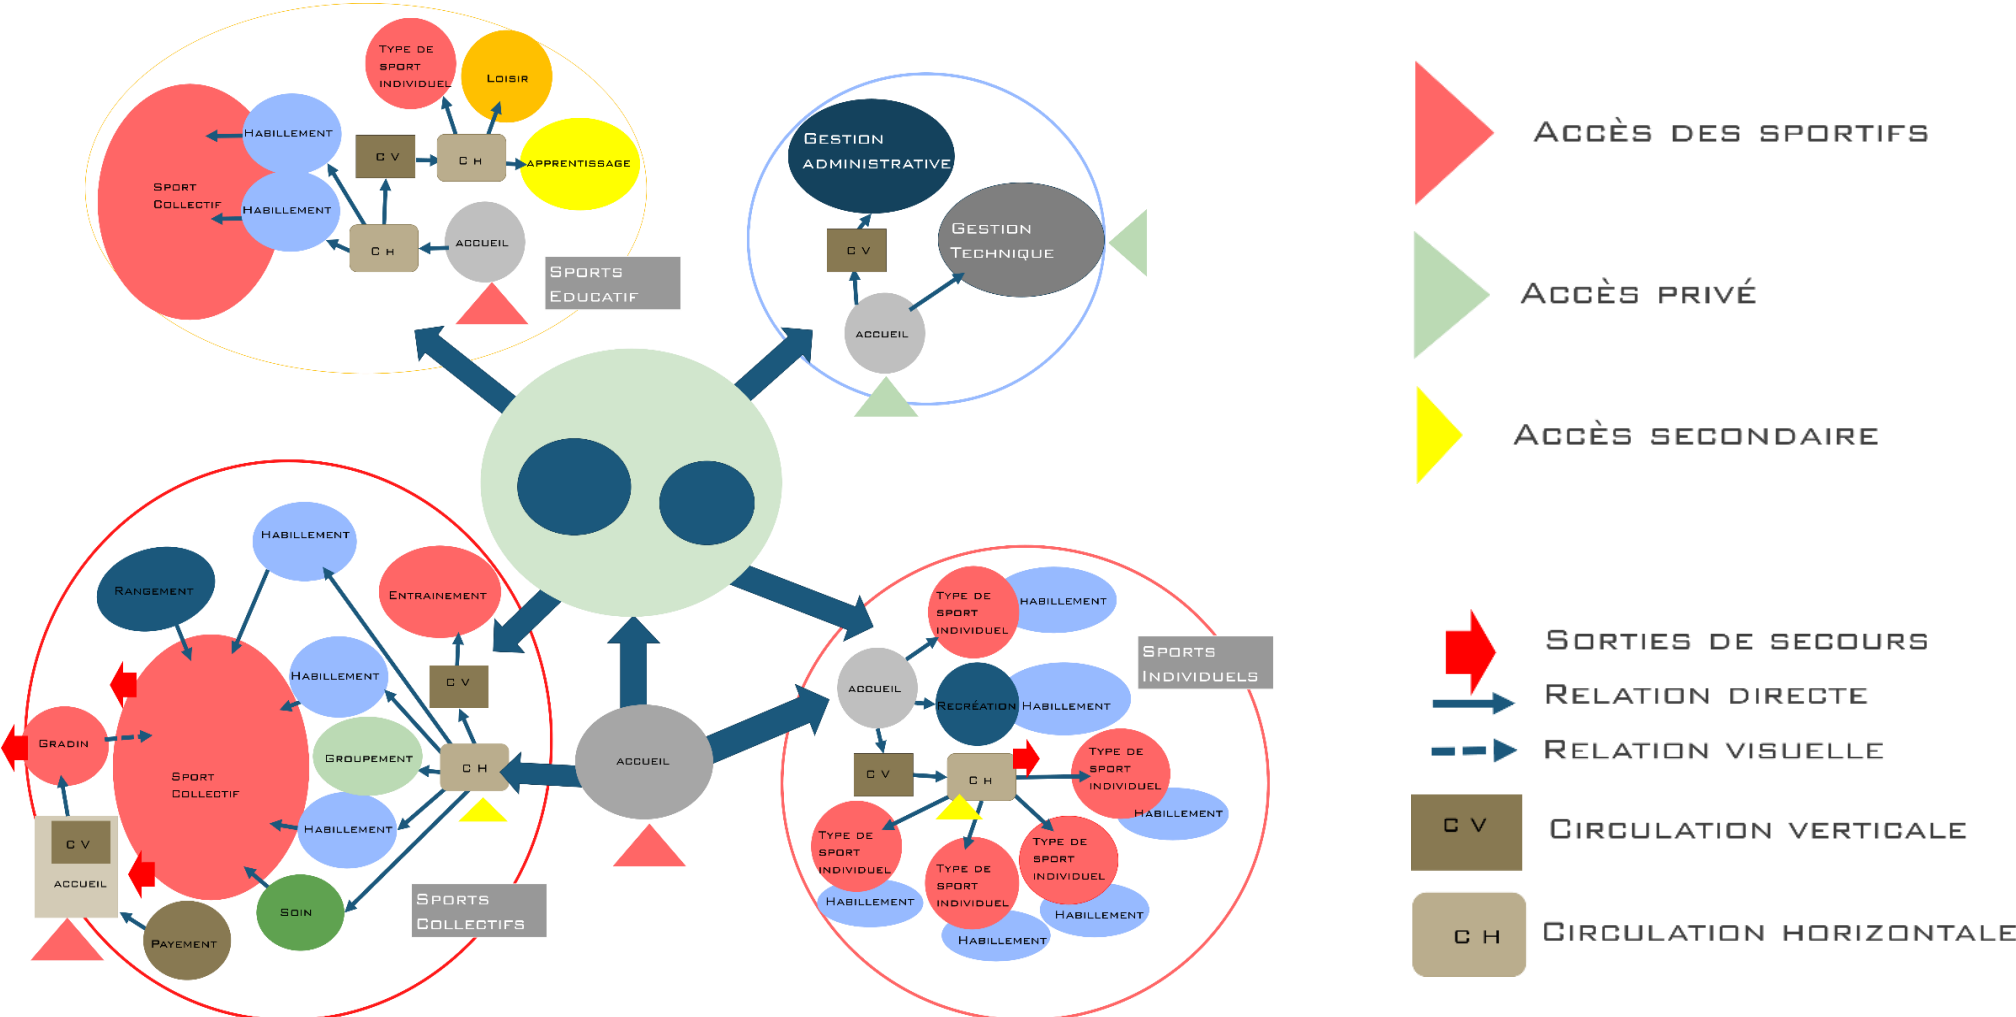 Type de
sport
individuel
Loisir
Habillement
C V
C H
apprentissage
Sport
Collectif
Habillement
C H
accueil
Sports
Educatif
Gestion
administrative
Gestion
Technique
C V
accueil
Accès des sportifs
Accès privé
Accès secondaire
Habillement
Rangement
Entrainement
Habillement
C V
Gradin
Groupement
C H
Sport
Collectif
Habillement
C V
accueil
Soin
Payement
Sports
Collectifs
accueil
Type de
sport
individuel
Habillement
Sports
Individuels
accueil
Recréation
Habillement
C V
C H
Type de
sport
individuel
Habillement
Type de
sport
individuel
Habillement
Type de
sport
individuel
Habillement
Type de
sport
individuel
Habillement
Sorties de secours
Relation directe
Relation visuelle
C V
Circulation verticale
C H
Circulation horizontale